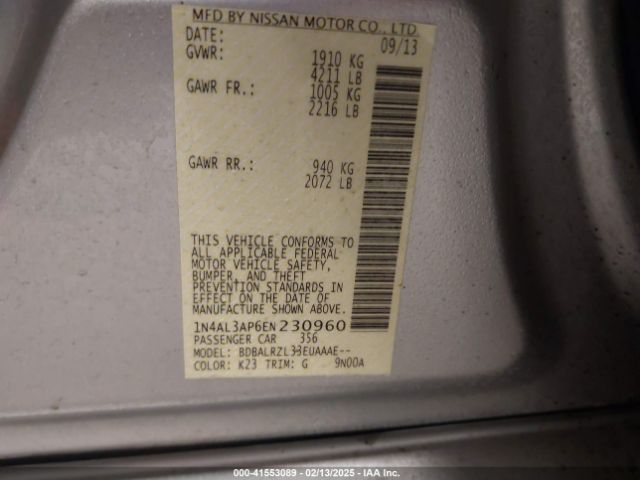 MFD BY NISSAN MOTOR CO., LTD.
DATE: 09/13
GVWR: 1910 KG
4211 LB
GAWR FR.: 1005 KG
2216 LB
GAWR RR.: 940 KG
2072 LB
THIS VEHICLE CONFORMS TO
ALL APPLICABLE FEDERAL
MOTOR VEHICLE SAFETY,
BUMPER, AND THEFT
PREVENTION STANDARDS IN
EFFECT ON THE DATE OF
MANUFACTURE SHOWN ABOVE.
1N4AL3AP6EN230960
PASSENGER CAR 356
MODEL: BDBALRZL33EUAAAE--
COLOR: K23 TRIM: G 9N00A
00-41553089 - 02/13/2025 - IAA Inc.